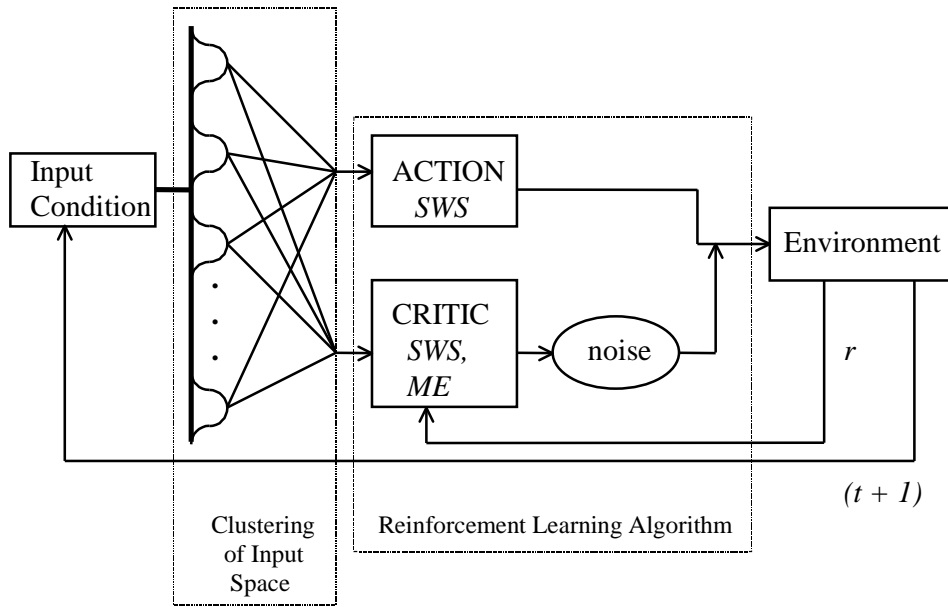 Input
Condition
ACTION
SWS
Environment
CRITIC
SWS,
ME
noise
r
(t + 1)
Clustering
of Input
Space
Reinforcement Learning Algorithm